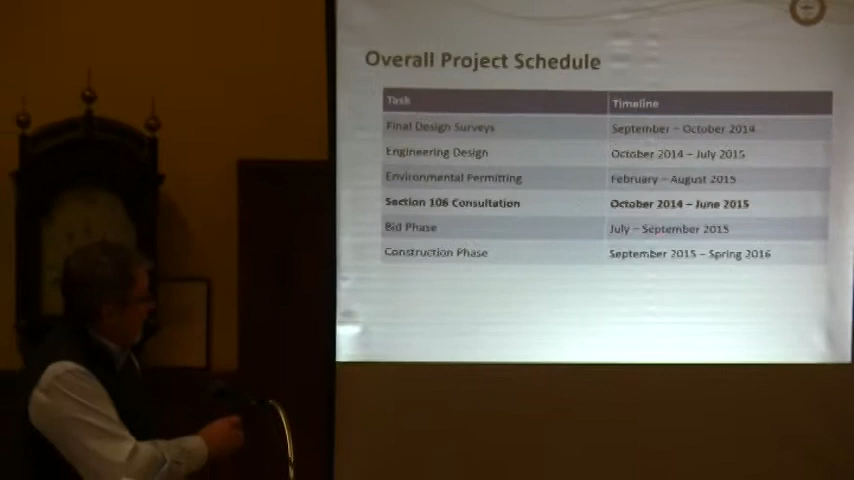 Overall Project Schedule
Task Timeline
Final Design Surveys September – October 2014
Engineering Design October 2014 – July 2015
Environmental Permitting February – August 2015
Section 106 Consultation October 2014 – June 2015
Bid Phase July – September 2015
Construction Phase September 2015 – Spring 2016